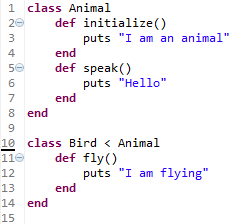 1 class Animal
2     def initialize()
3         puts "I am an animal"
4     end
5     def speak()
6         puts "Hello"
7     end
8 end
9
10 class Bird < Animal
11     def fly()
12         puts "I am flying"
13     end
14 end
15